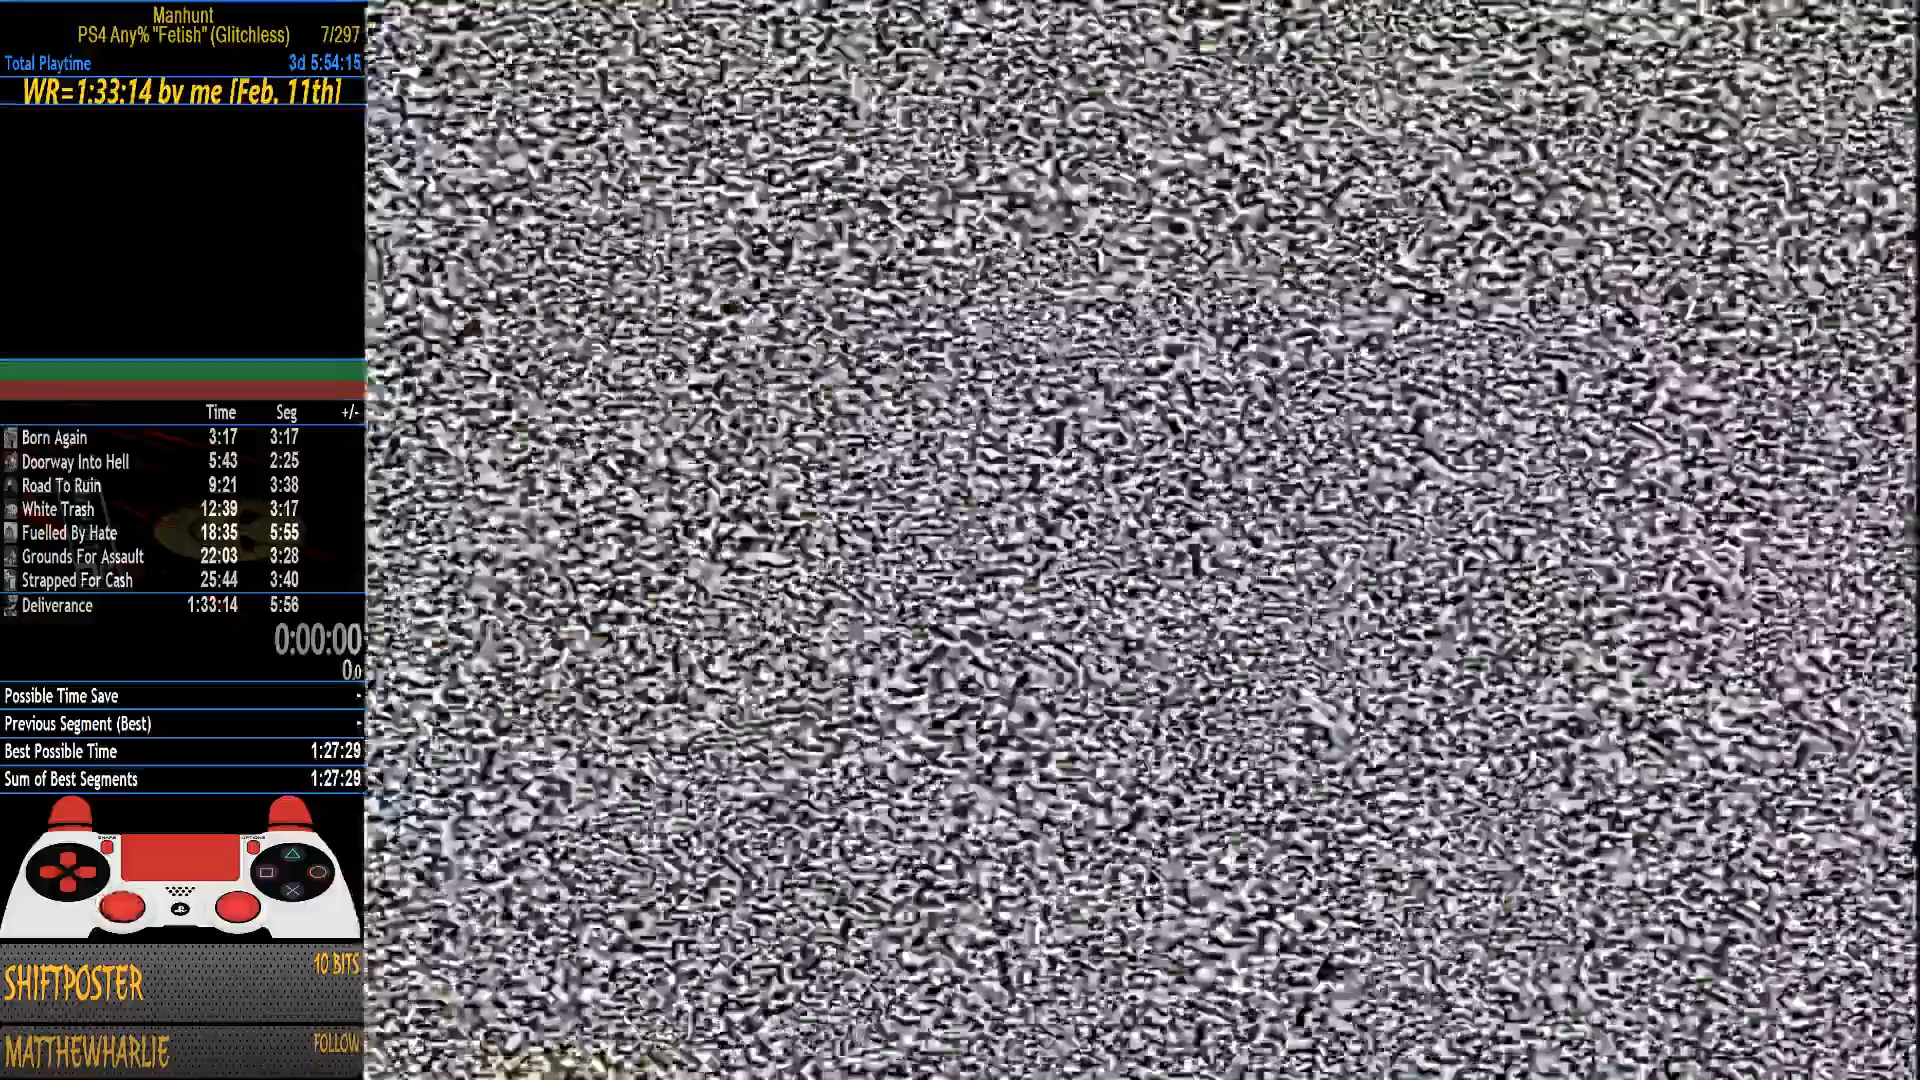 Manhunt
PS4 Any% "Fetish" (Glitchless) 7/297
Total Playtime 3d 5:54:15
WR=1:33:14 by me [Feb. 11th]
Time Seg +/-
Born Again 3:17 3:17
Doorway Into Hell 5:43 2:25
Road To Ruin 9:21 3:38
White Trash 12:39 3:17
Fuelled By Hate 18:35 5:55
Grounds For Assault 22:03 3:28
Strapped For Cash 25:44 3:40
Deliverance 1:33:14 5:56
0:00:00
0.0
Possible Time Save -
Previous Segment (Best) -
Best Possible Time 1:27:29
Sum of Best Segments 1:27:29
SHARE OPTIONS
SHIFTPOSTER 10 BITS
MATTHEWHARLIE FOLLOW